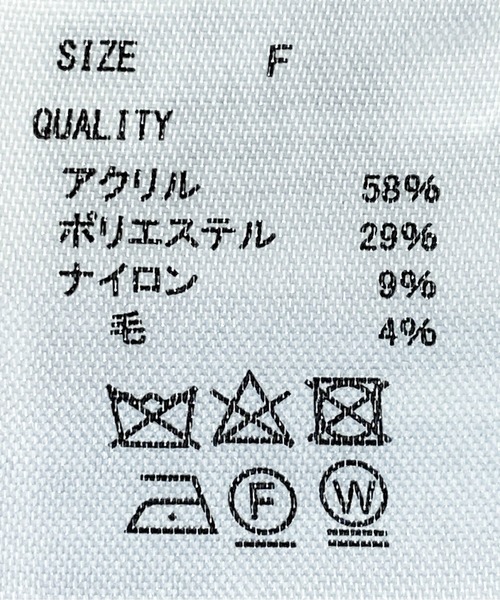 SIZE F
QUALITY
アクリル 58%
ポリエステル 29%
ナイロン 9%
毛 4%
F W